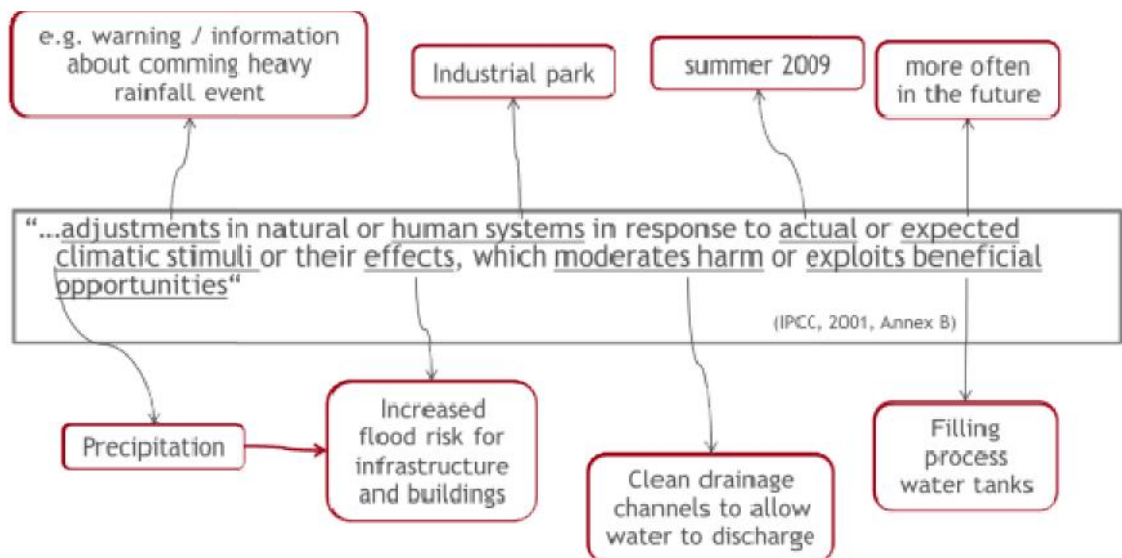 e.g. warning / information
about comming heavy
rainfall event
Industrial park
summer 2009
more often
in the future
“...adjustments in natural or human systems in response to actual or expected
climatic stimuli or their effects, which moderates harm or exploits beneficial
opportunities“
(IPCC, 2001, Annex B)
Precipitation
Increased
flood risk for
infrastructure
and buildings
Clean drainage
channels to allow
water to discharge
Filling
process
water tanks